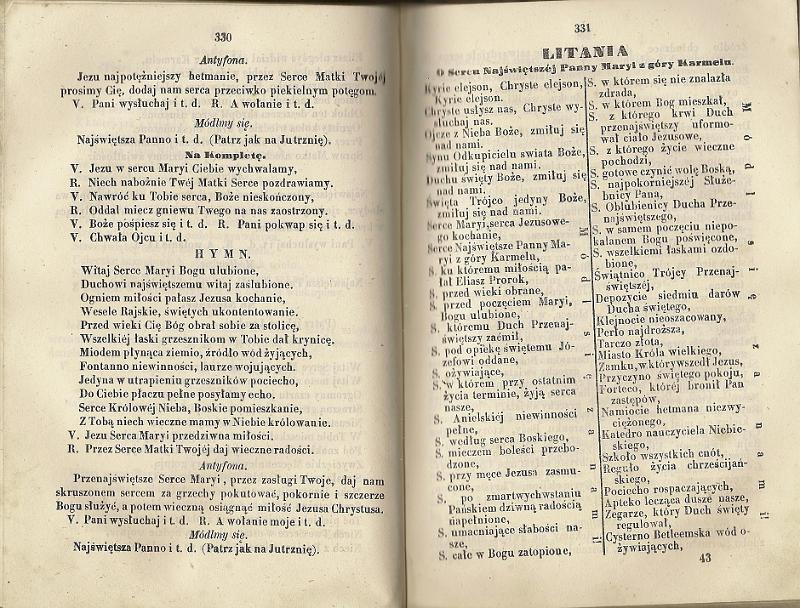 330
Antyfona.
Jezu najpotężniejszy hetmanie, przez Serce Matki Twojéj
prosimy Cię, dodaj nam serca przeciwko piekielnym potęgom.
V. Pani wysłuchaj i t. d. R. A wołanie i t. d.
Módlmy się.
Najświętsza Panno i t. d. (Patrz jak na Jutrznię).
Na Kompletę.
V. Jezu w sercu Maryi Ciebie wychwalamy,
R. Niech nabożnie Twéj Matki Serce pozdrawiamy.
V. Nawróć ku Tobie serca, Boże nieskończony,
R. Oddal miecz gniewu Twego na nas zaostrzony.
V. Boże pośpiesz się i t. d. R. Pani pokwap się i t. d.
V. Chwała Ojcu i t. d.
HYMN.
Witaj Serce Maryi Bogu ulubione,
Duchowi najświętszemu witaj zaślubione.
Ogniem miłości pałasz Jezusa kochanie,
Wesele Rajskie, świętych ukontentowanie.
Przed wieki Cię Bóg obrał sobie za stolicę,
Wszelkiéj łaski grzesznikom w Tobie dał krynicę.
Miodem płynąca ziemio, źródło wód żyjących,
Fontanno niewinności, laurze wojujących.
Jedyna w utrapieniu grzeszników pociecho,
Do Ciebie płaczu pełne posyłamy echo.
Serce Królowéj Nieba, Boskie pomieszkanie,
Z Tobą niech wieczne mamy w Niebie królowanie.
V. Jezu Serca Maryi przedziwna miłości.
R. Przez Serce Matki Twojéj daj wieczne radości.
Antyfona.
Przenajświętsze Serce Maryi, przez zasługi Twoje, daj nam
skruszonem sercem za grzechy pokutować, pokornie i szczerze
Bogu służyć, a potem wieczną osiągnąć miłość Jezusa Chrystusa.
V. Pani wysłuchaj i t. d. R. A wołanie moje i t. d.
Módlmy się.
Najświętsza Panno i t. d. (Patrz jak na Jutrznię).
331
LITANIA
O Sercu Najświętszéj Panny Maryi z góry Karmelu.
Kyrie elejson, Chryste elejson,
Kyrie elejson.
Chryste usłysz nas, Chryste wy-
słuchaj nas.
Ojcze z Nieba Boże, zmiłuj się
nad nami.
Synu Odkupicielu świata Boże,
zmiłuj się nad nami.
Duchu święty Boże, zmiłuj się
nad nami.
Święta Trójco jedyny Boże,
zmiłuj się nad nami.
Serce Maryi, serca Jezusowe-
go kochanie,
Serce Najświętsze Panny Ma-
ryi z góry Karmelu,
S. ku któremu miłością pa-
łał Eliasz Prorok,
S. przed wieki obrane,
S. przed poczęciem Maryi,
Bogu ulubione,
S. któremu Duch Przenaj-
świętszy zaćmił,
S. pod opiekę świętemu Jó-
zefowi oddane,
S. ożywiające,
S. w którem przy ostatnim
życia terminie, żyją serca
nasze,
S. Anielskiéj niewinności
pełne,
S. według serca Boskiego,
S. mieczem boleści przebo-
dzone,
S. przy męce Jezusa zasmu-
cone,
S. po zmartwychwstaniu
Pańskiem dziwną radością
napełnione,
S. umacniające słabości na-
sze,
S. całe w Bogu zatopione,
Módl się za nami!
S. w którem się nie znalazła
zdrada,
S. w którem Bog mieszkał,
S. z którego krwi Duch
przenajświętszy uformo-
wał ciało Jezusowe,
S. z którego życie wieczne
pochodzi,
S. gotowe czynić wolę Boską,
S. najpokorniejszéj Służe-
bnicy Pana,
S. Oblubienicy Ducha Prze-
najświętszego,
S. w samem poczęciu niepo-
kalanem Bogu poświęcone,
S. wszelkiemi łaskami ozdo-
bione,
Świątnico Trójcy Przenaj-
świętszéj,
Depozycie siedmiu darów
Ducha świętego,
Klejnocie nieoszacowany,
Perło najdroższa,
Tarczo złota,
Miasto Króla wielkiego,
Zamku, w który wszedł Jezus,
Przyczyno świętego pokoju,
Forteco, któréj bronił Pan
zastępów,
Namiocie hetmana niezwy-
ciężonego,
Katedro nauczyciela Niebie-
skiego,
Szkoło wszystkich cnót,
Reguło życia chrześcijań-
skiego,
Pociecho rozpaczających,
Apteko lecząca dusze nasze,
Zegarze, który Duch święty
regulował,
Cysterno Betleemska wód o-
żywiających,
Módl się za nami!
43